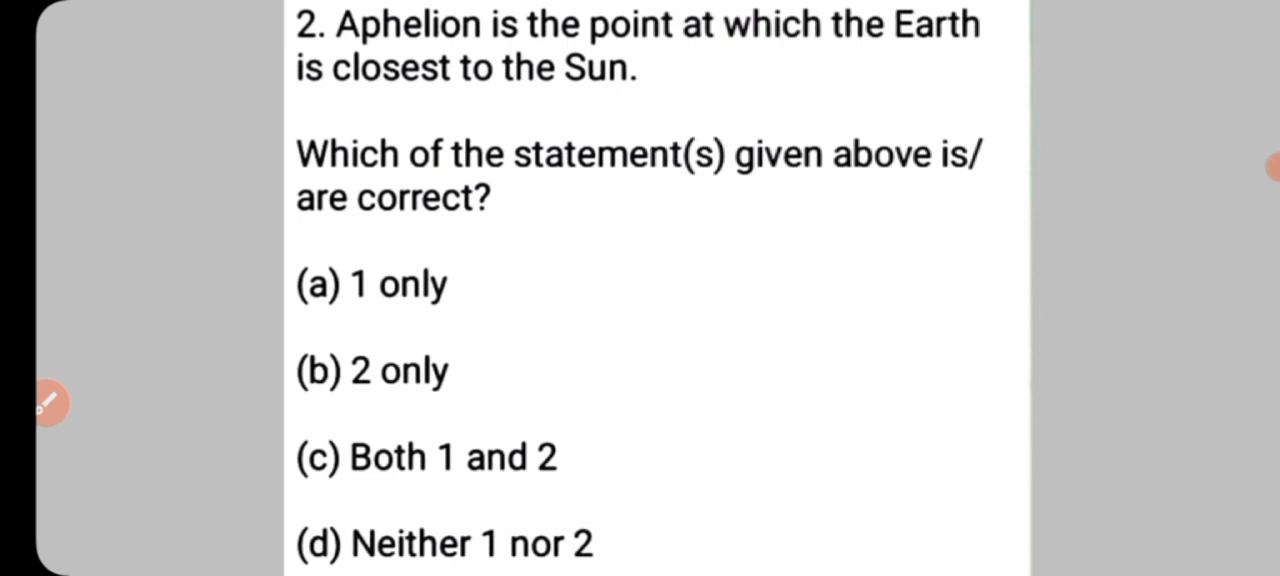 2. Aphelion is the point at which the Earth
is closest to the Sun.
Which of the statement(s) given above is/
are correct?
(a) 1 only
(b) 2 only
(c) Both 1 and 2
(d) Neither 1 nor 2